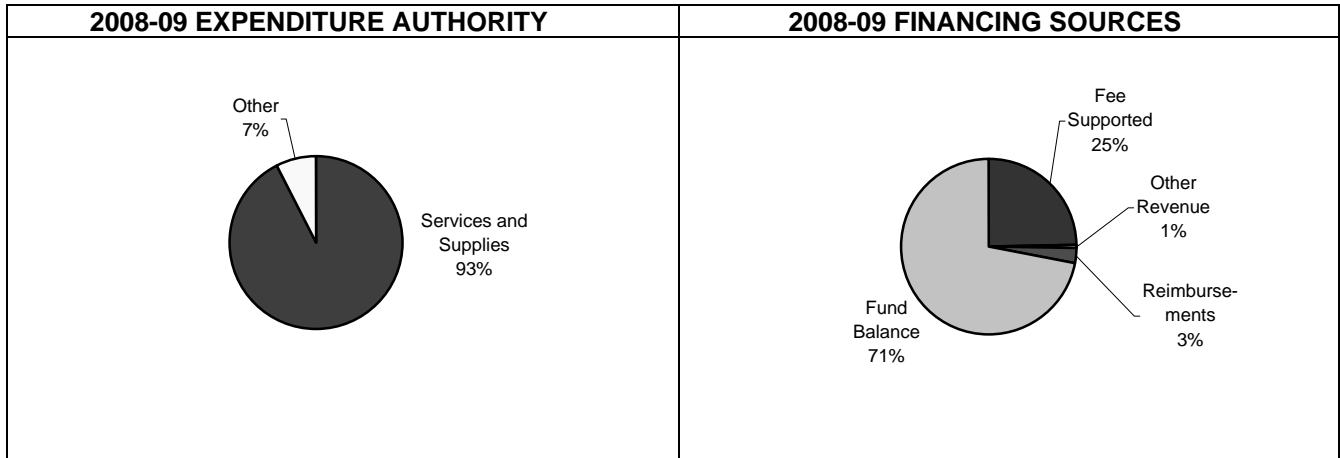 2008-09 EXPENDITURE AUTHORITY
Other
7%
Services and
Supplies
93%
2008-09 FINANCING SOURCES
Fee
Supported
25%
Other
Revenue
1%
Reimburse-
ments
3%
Fund
Balance
71%